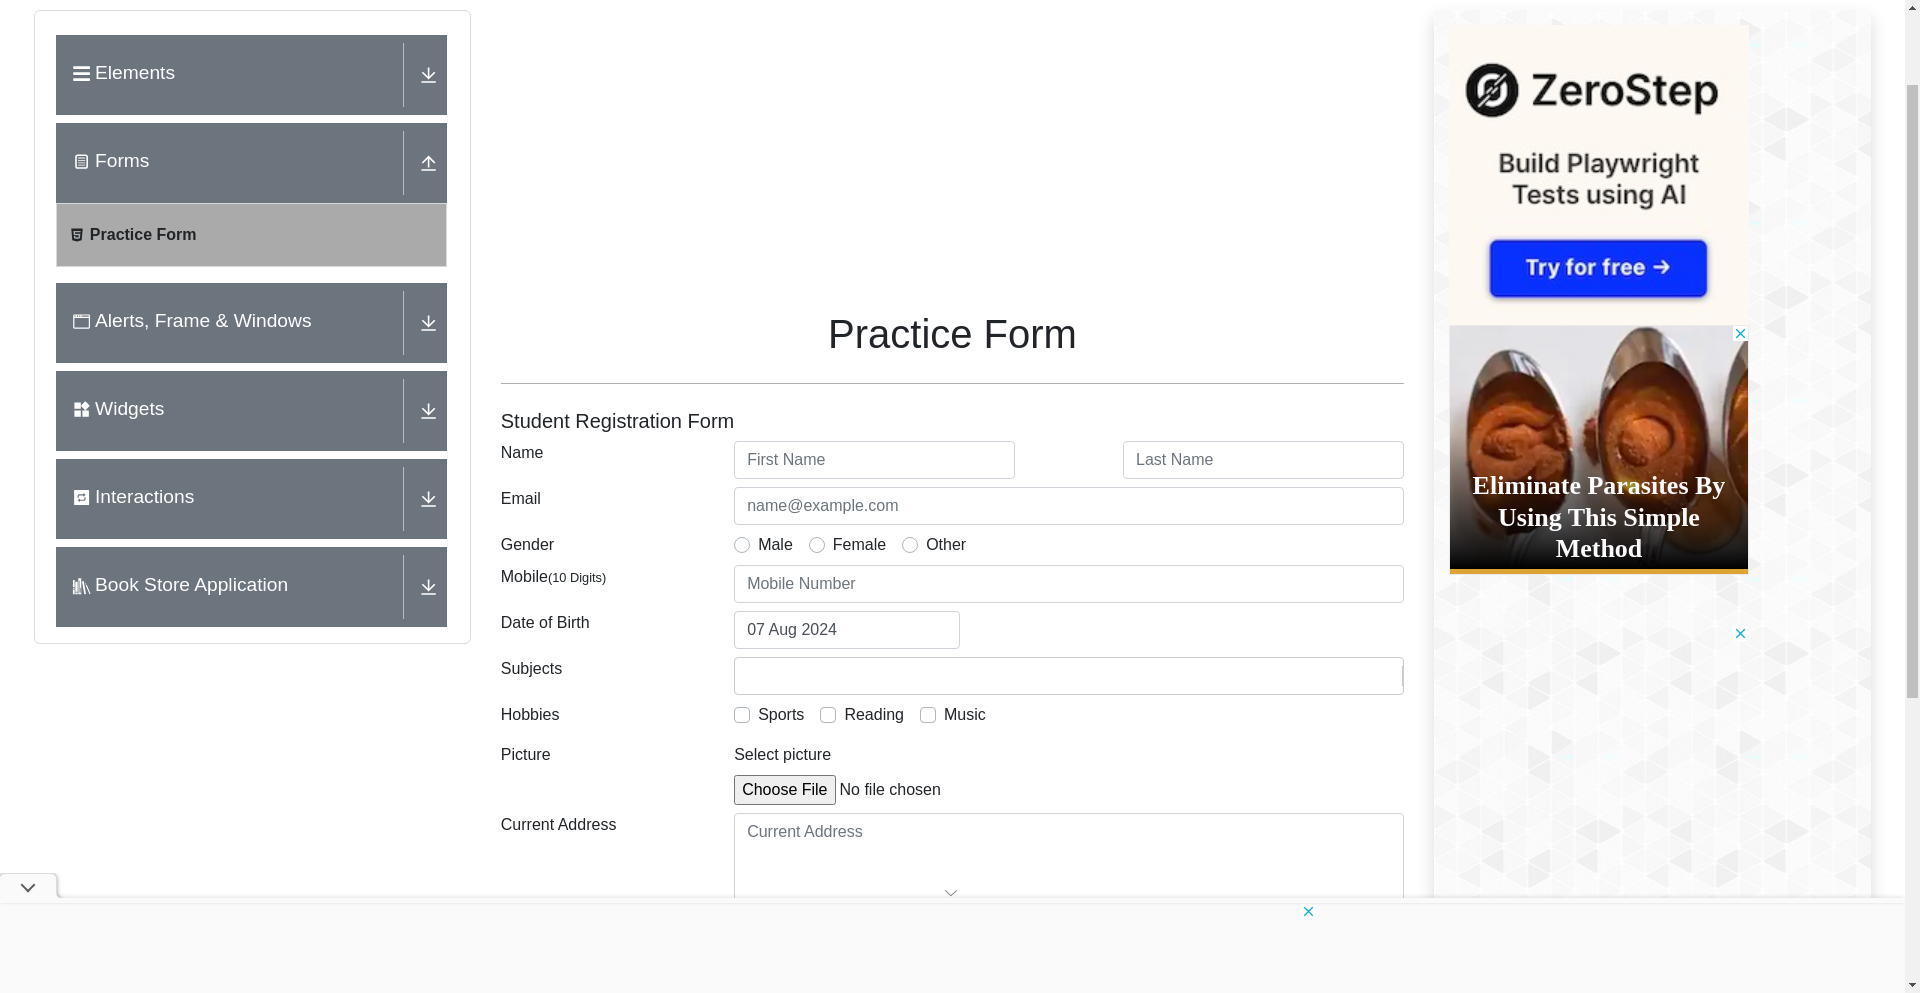 Elements
Forms
Practice Form
Alerts, Frame & Windows
Widgets
Interactions
Book Store Application
Practice Form
Student Registration Form
Name
First Name
Last Name
Email
name@example.com
Gender
Male
Female
Other
Mobile(10 Digits)
Mobile Number
Date of Birth
07 Aug 2024
Subjects
Hobbies
Sports
Reading
Music
Picture
Select picture
Choose File No file chosen
Current Address
Current Address
ZeroStep
Build Playwright
Tests using AI
Try for free →
Eliminate Parasites By
Using This Simple
Method